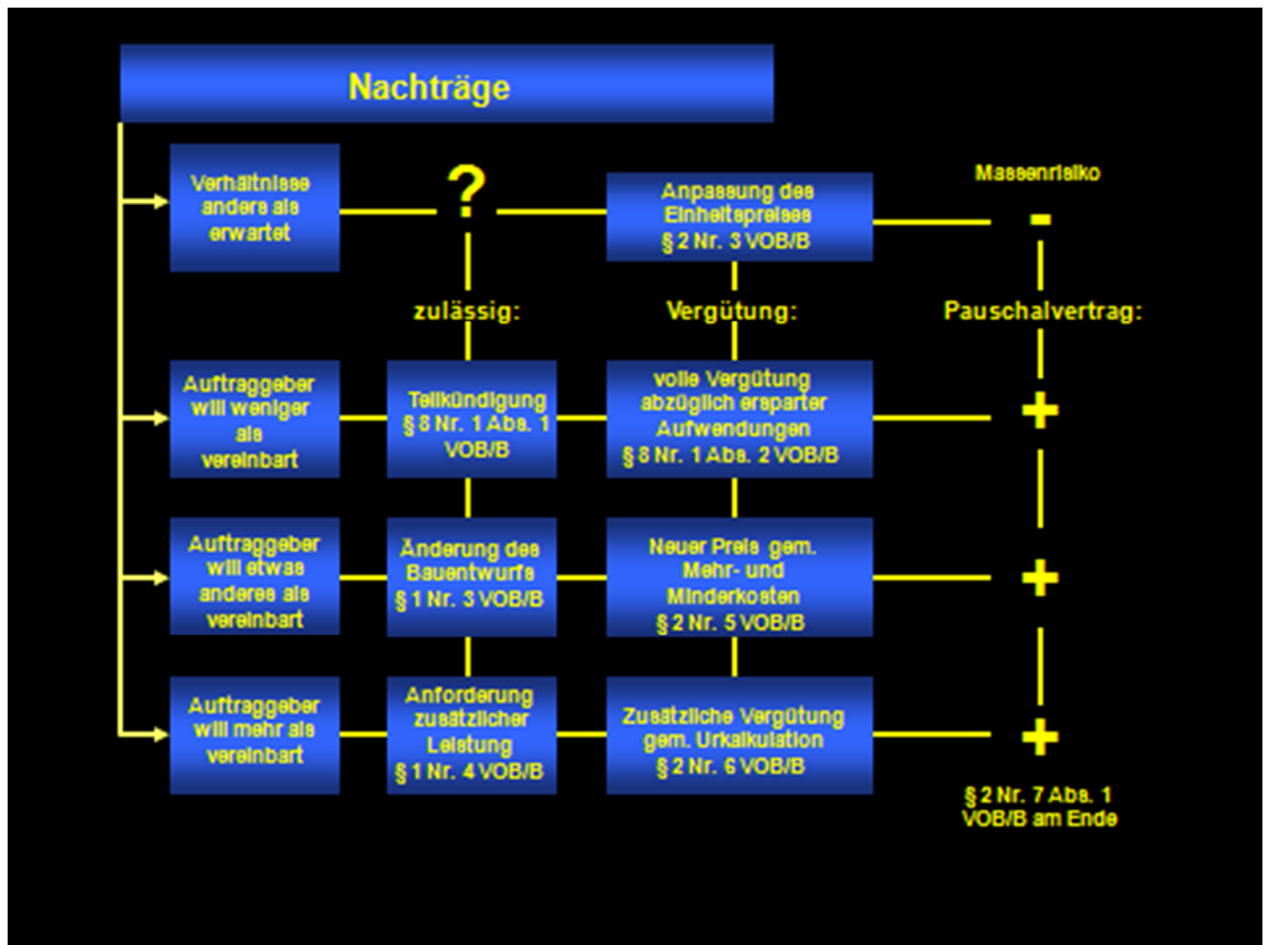 Nachträge
Verhältnisse
anders als
erwartet
?
Anpassung des
Einheitspreises
§ 2 Nr. 3 VOB/B
Massenrisiko
-
zulässig:
Vergütung:
Pauschalvertrag:
Auftraggeber
will weniger
als
vereinbart
Teilkündigung
§ 8 Nr. 1 Abs. 1
VOB/B
volle Vergütung
abzüglich ersparter
Aufwendungen
§ 8 Nr. 1 Abs. 2 VOB/B
+
Auftraggeber
will etwas
anderes als
vereinbart
Änderung des
Bauentwurfs
§ 1 Nr. 3 VOB/B
Neuer Preis gem.
Mehr- und
Minderkosten
§ 2 Nr. 5 VOB/B
+
Auftraggeber
will mehr als
vereinbart
Anforderung
zusätzlicher
Leistung
§ 1 Nr. 4 VOB/B
Zusätzliche Vergütung
gem. Urkalkulation
§ 2 Nr. 6 VOB/B
+
§ 2 Nr. 7 Abs. 1
VOB/B am Ende